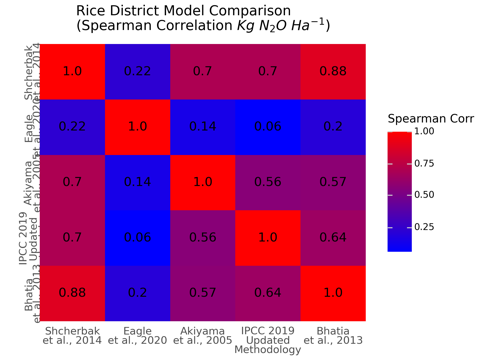 Rice District Model Comparison
(Spearman Correlation Kg N₂O Ha⁻¹)
Shcherbak
et al., 2014
1.0 0.22 0.7 0.7 0.88
Eagle
et al., 2020
0.22 1.0 0.14 0.06 0.2
Akiyama
et al., 2005
0.7 0.14 1.0 0.56 0.57
IPCC 2019
Updated
0.7 0.06 0.56 1.0 0.64
Bhatia
et al., 2013
0.88 0.2 0.57 0.64 1.0
Shcherbak
et al., 2014
Eagle
et al., 2020
Akiyama
et al., 2005
IPCC 2019
Updated
Methodology
Bhatia
et al., 2013
Spearman Corr
1.00
0.75
0.50
0.25